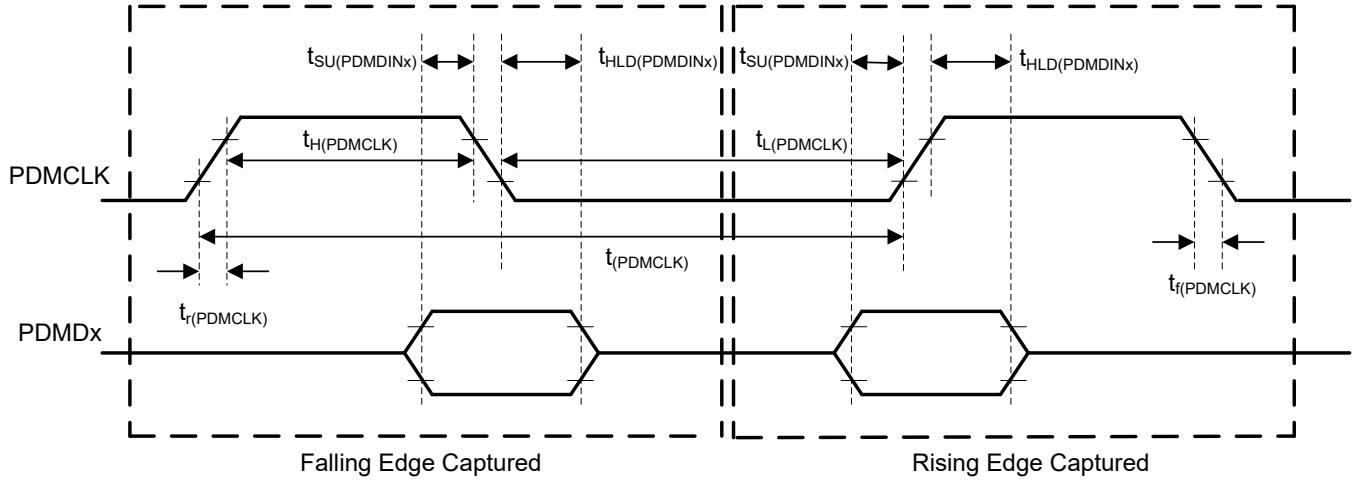 tSU(PDMDINx) tHLD(PDMDINx) tSU(PDMDINx) tHLD(PDMDINx)
tH(PDMCLK) tL(PDMCLK)
PDMCLK
t(PDMCLK)
tr(PDMCLK) tf(PDMCLK)
PDMDx
Falling Edge Captured Rising Edge Captured